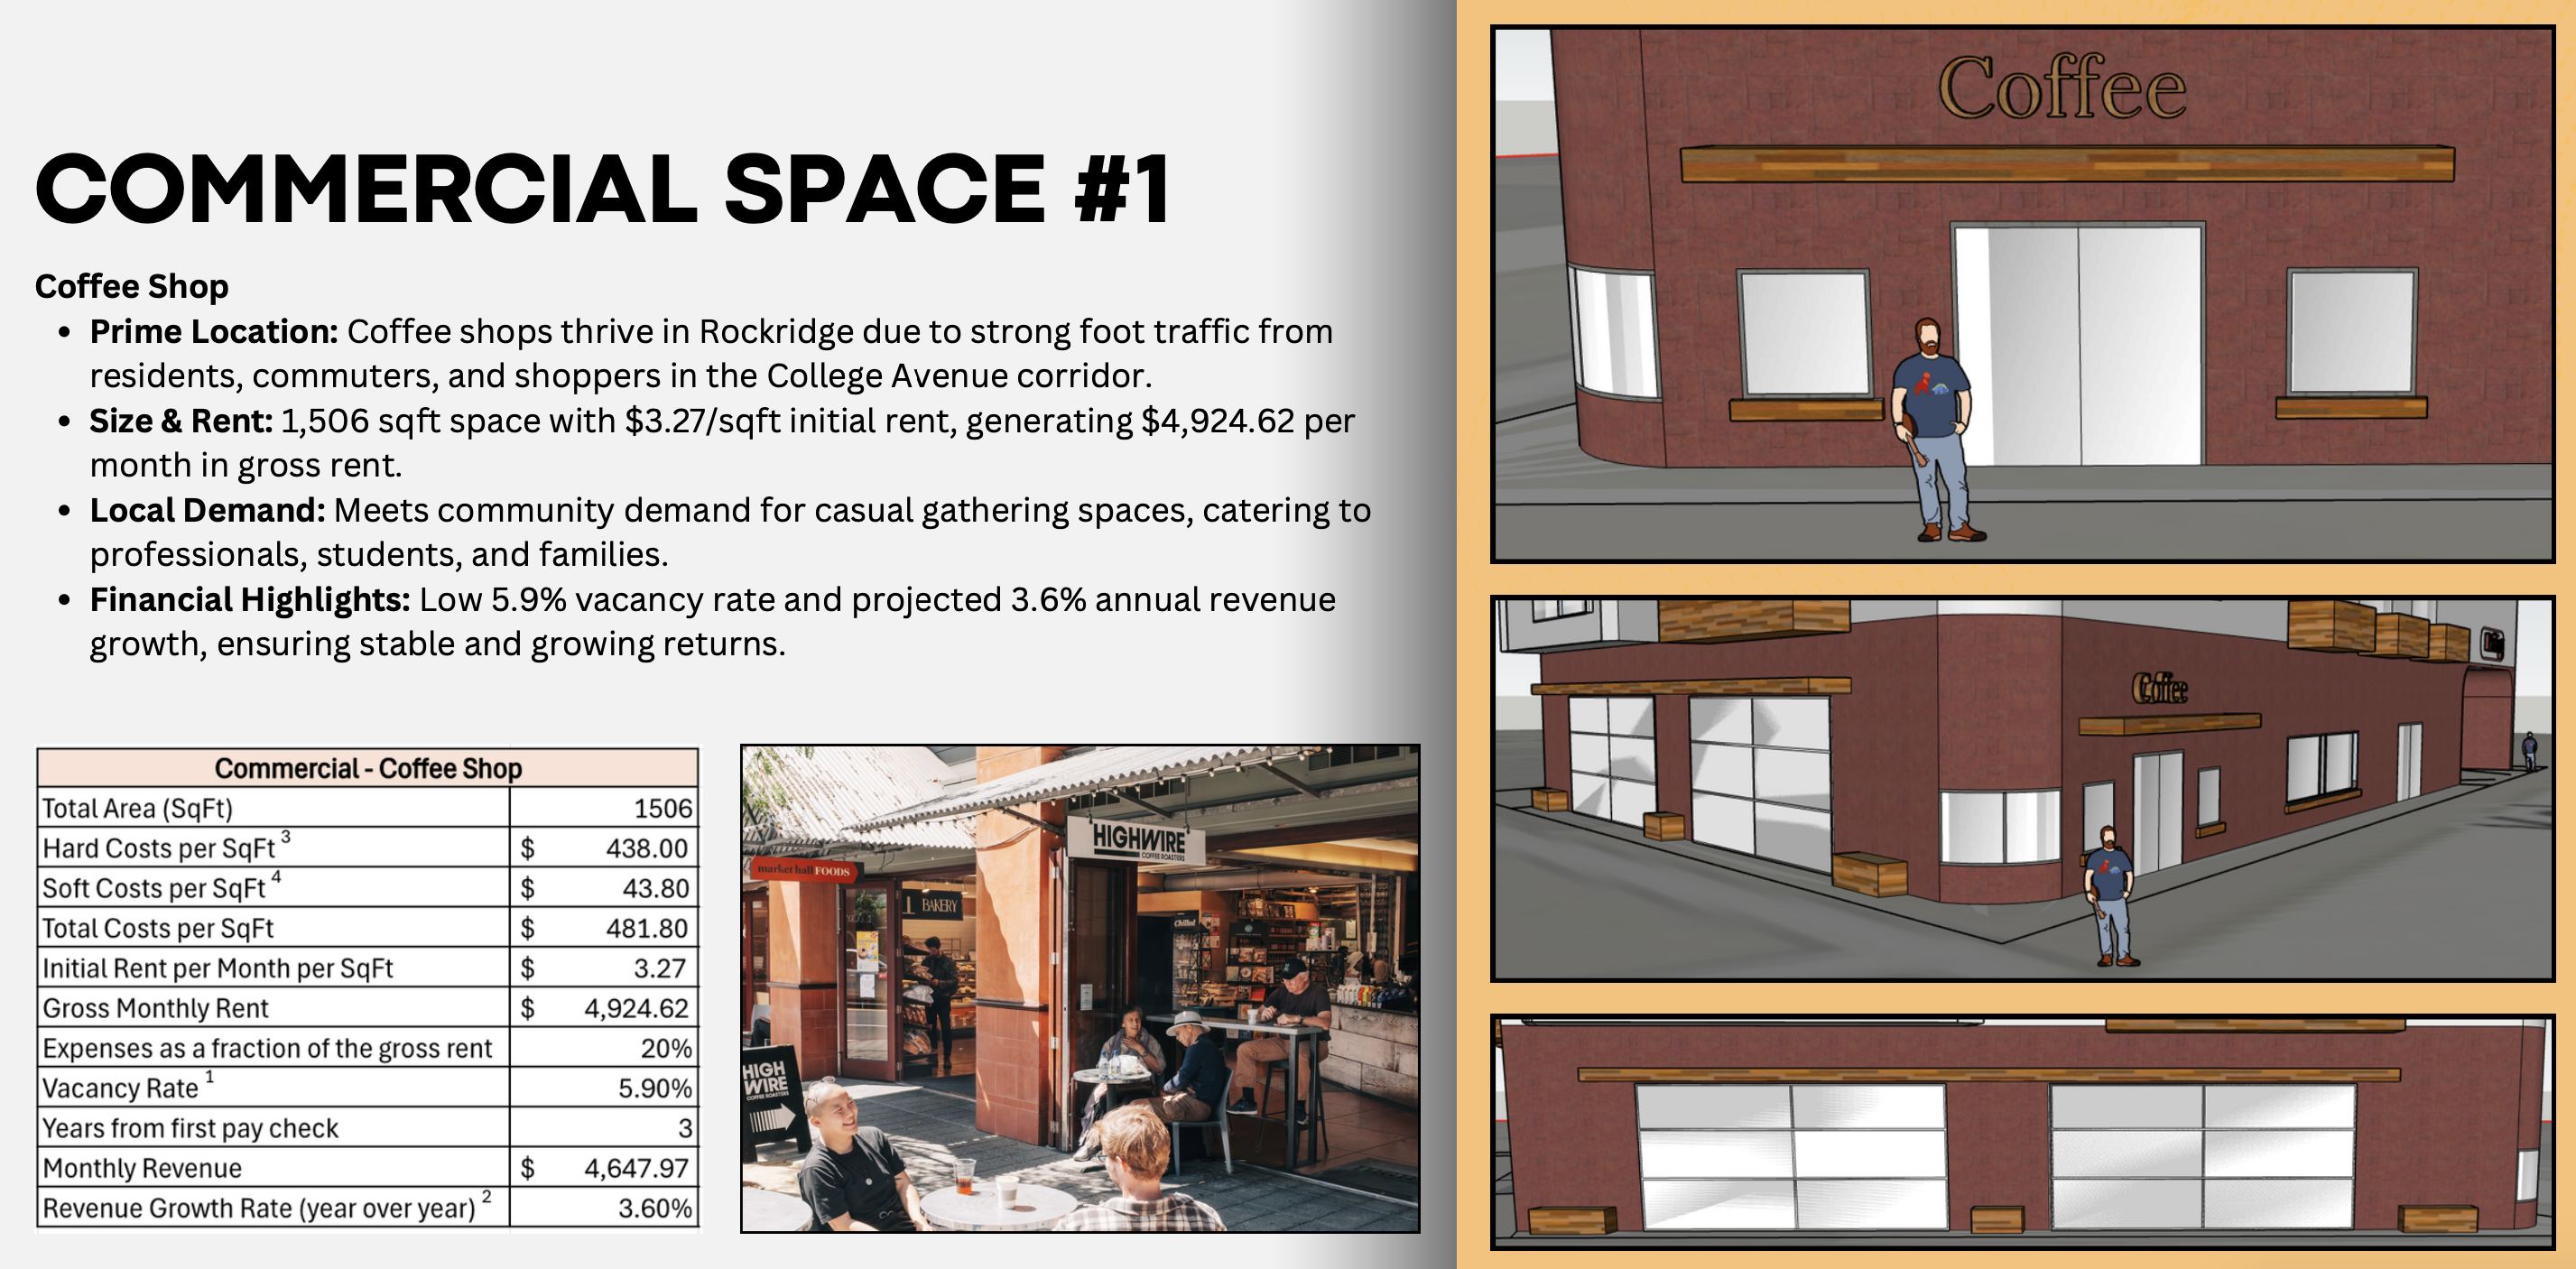 COMMERCIAL SPACE #1
Coffee Shop
• Prime Location: Coffee shops thrive in Rockridge due to strong foot traffic from
residents, commuters, and shoppers in the College Avenue corridor.
• Size & Rent: 1,506 sqft space with $3.27/sqft initial rent, generating $4,924.62 per
month in gross rent.
• Local Demand: Meets community demand for casual gathering spaces, catering to
professionals, students, and families.
• Financial Highlights: Low 5.9% vacancy rate and projected 3.6% annual revenue
growth, ensuring stable and growing returns.
Commercial - Coffee Shop
Total Area (SqFt) 1506
Hard Costs per SqFt 3 $ 438.00
Soft Costs per SqFt 4 $ 43.80
Total Costs per SqFt $ 481.80
Initial Rent per Month per SqFt $ 3.27
Gross Monthly Rent $ 4,924.62
Expenses as a fraction of the gross rent 20%
Vacancy Rate 1 5.90%
Years from first pay check 3
Monthly Revenue $ 4,647.97
Revenue Growth Rate (year over year) 2 3.60%
HIGHWIRE
COFFEE ROASTERS
market hall FOODS
BAKERY
Chilled
HIGH
WIRE
COFFEE ROASTERS
Coffee
Coffee